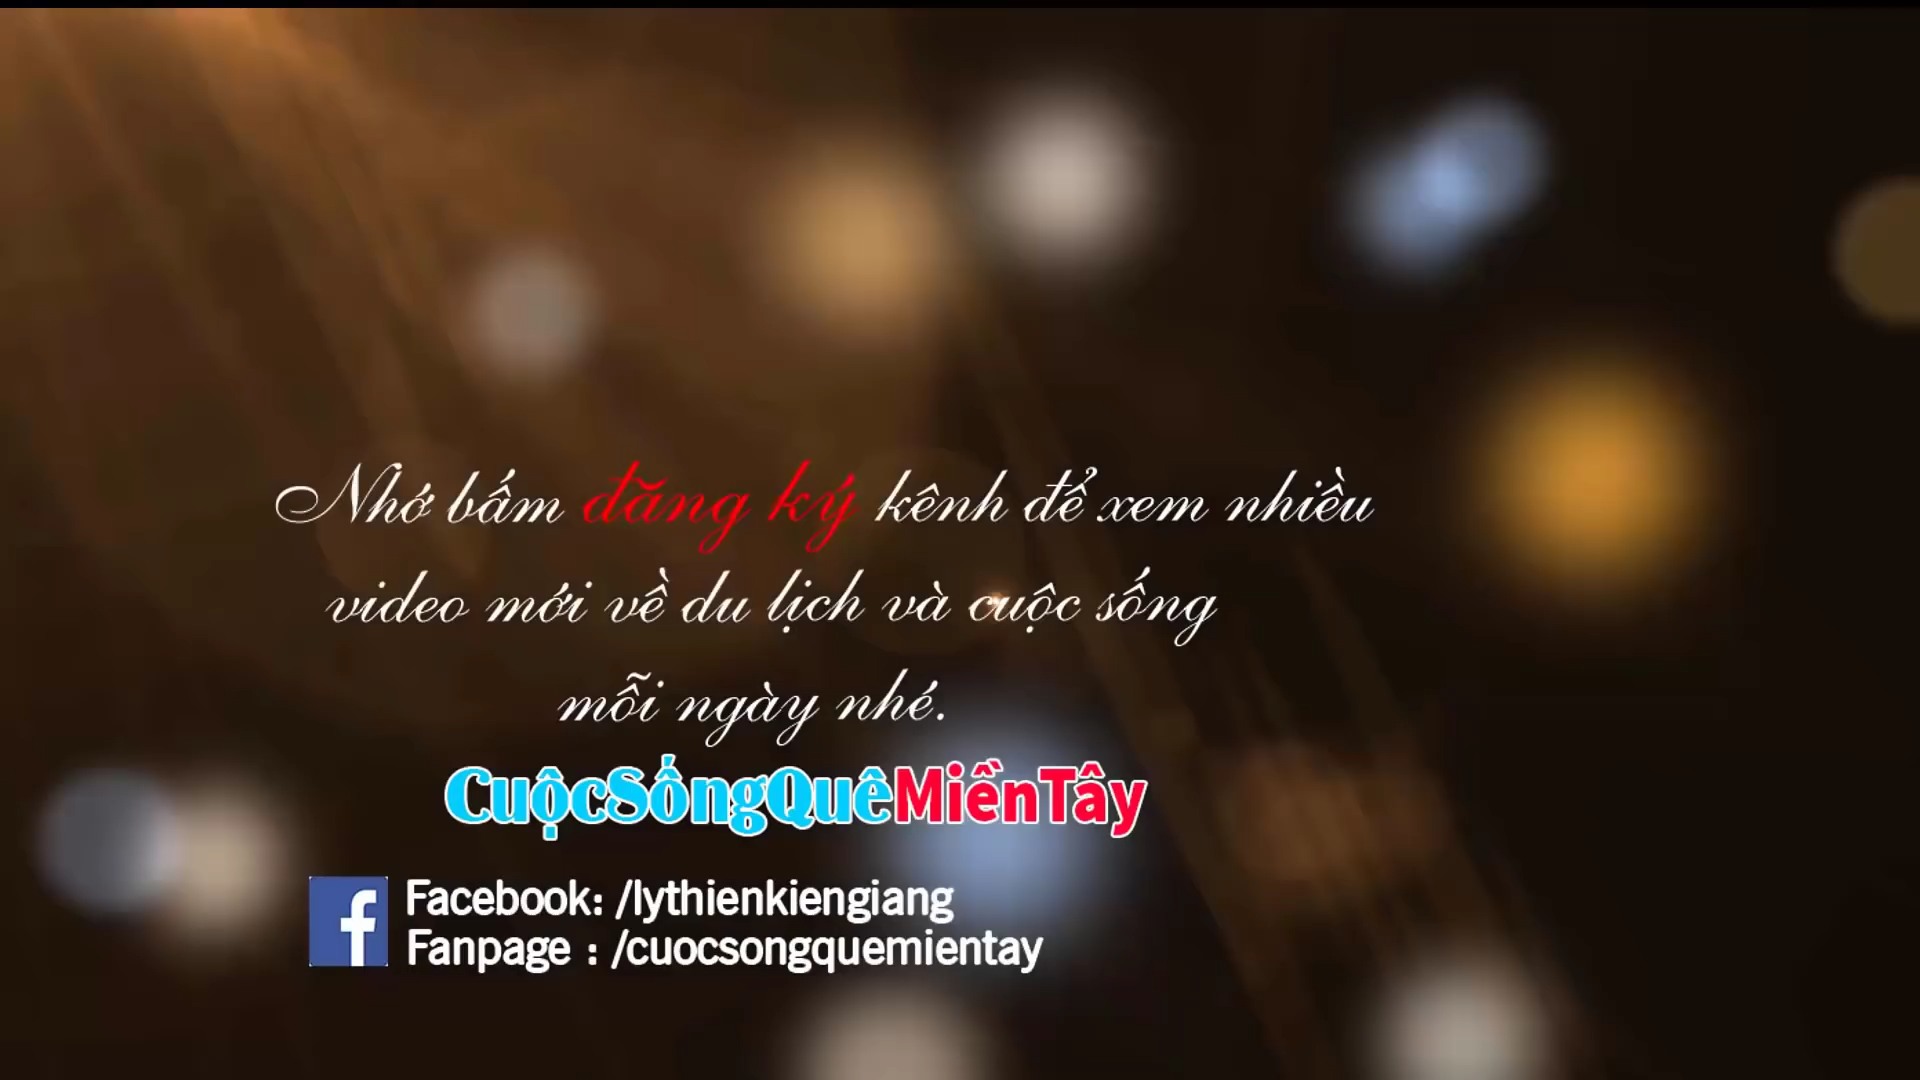 Nhớ bấm đăng ký kênh để xem nhiều
video mới về du lịch và cuộc sống
mỗi ngày nhé.
CuộcSốngQuêMiềnTây
Facebook: /lythienkiengiang
Fanpage : /cuocsongquemientay